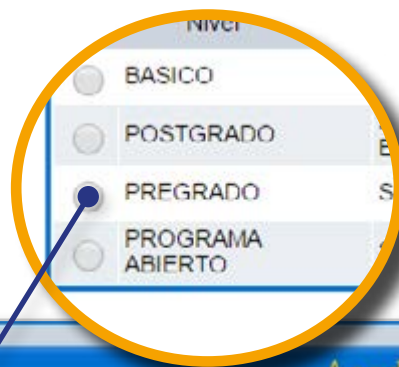 Nivel
BASICO
POSTGRADO
E
PREGRADO
S
PROGRAMA
ABIERTO